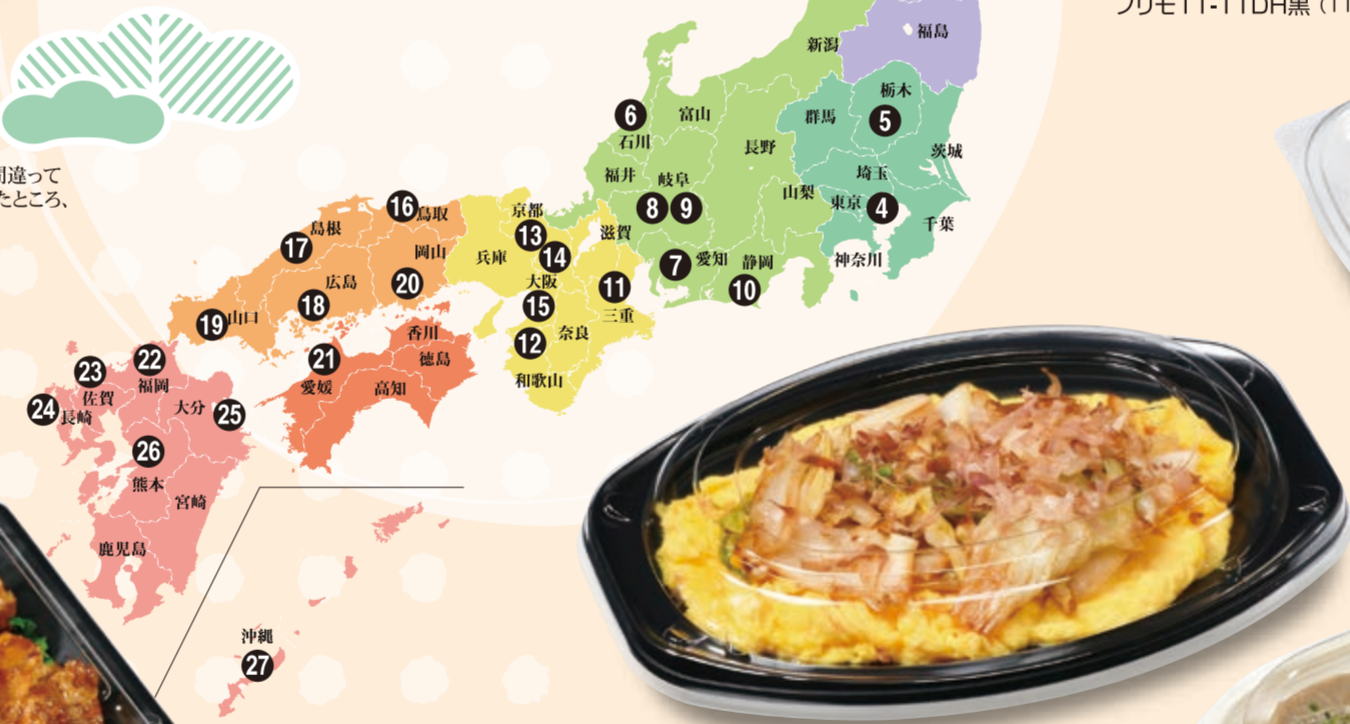 プリモ11-11DH黒（11
新潟
福島
栃木
群馬
5
6
富山
石川
長野
茨城
福井
岐阜
埼玉
山梨
8
9
東京
4
16
鳥取
京都
千葉
島根
13
滋賀
17
岡山
兵庫
14
7
愛知
静岡
神奈川
広島
20
大阪
11
10
18
15
三重
19
山口
香川
奈良
12
22
21
徳島
23
福岡
愛媛
高知
和歌山
佐賀
24
長崎
大分
25
26
熊本
宮崎
鹿児島
沖縄
27
間違って
たところ、